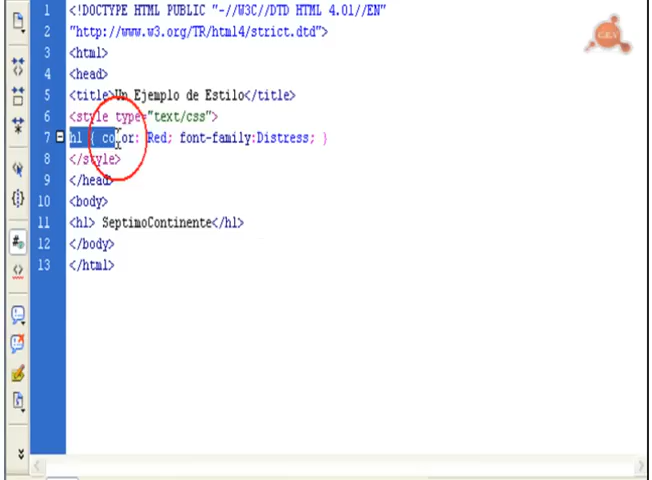 1 <!DOCTYPE HTML PUBLIC "-//W3C//DTD HTML 4.01//EN"
2 "http://www.w3.org/TR/html4/strict.dtd">
3 <html>
4 <head>
5 <title>Un Ejemplo de Estilo</title>
6 <style type="text/css">
7 h1 { color: Red; font-family:Distress; }
8 </style>
9 </head>
10 <body>
11 <h1> SeptimoContinente</h1>
12 </body>
13 </html>